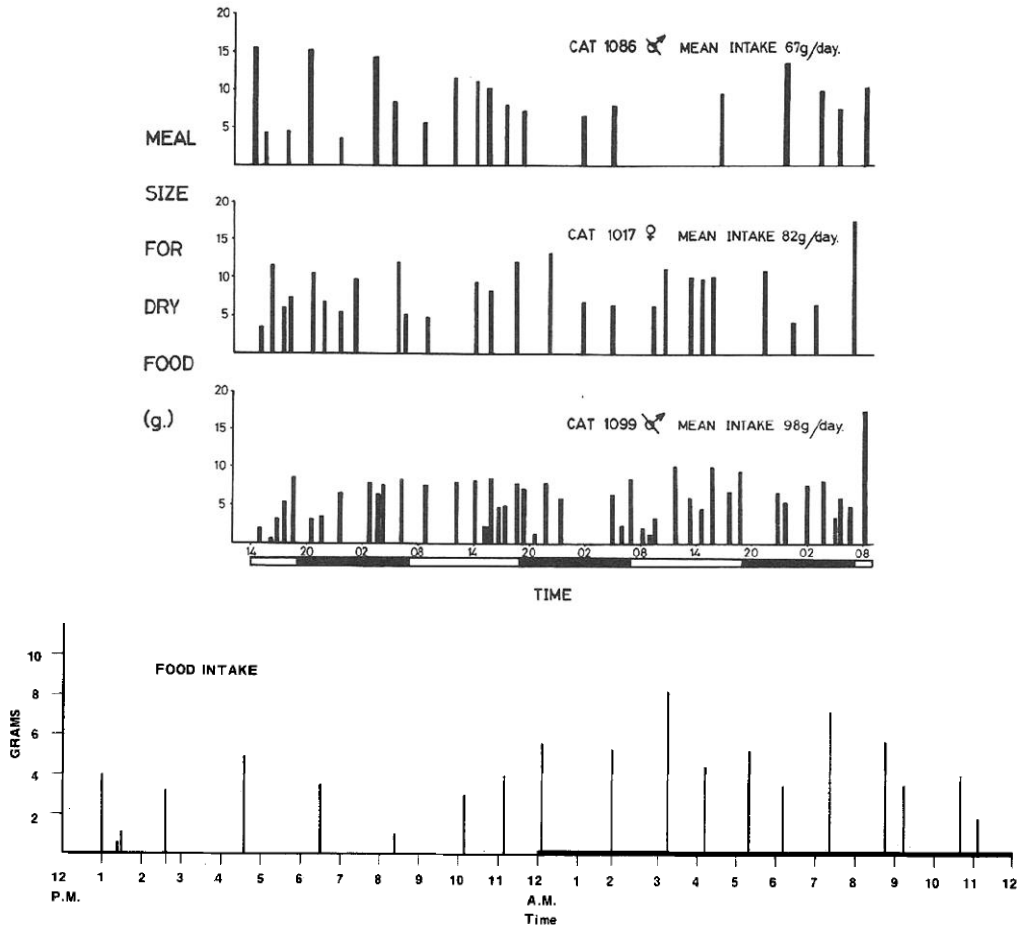 20
15
10
5
CAT 1086 ♂ MEAN INTAKE 67g/day.
MEAL
SIZE
FOR
DRY
FOOD
(g.)
20
15
10
5
CAT 1017 ♀ MEAN INTAKE 82g/day.
20
15
10
5
CAT 1099 ♂ MEAN INTAKE 98g/day.
14 20 02 08 14 20 02 08 14 20 02 08
TIME
FOOD INTAKE
GRAMS
10
8
6
4
2
12 1 2 3 4 5 6 7 8 9 10 11 12 1 2 3 4 5 6 7 8 9 10 11 12
P.M. A.M.
Time